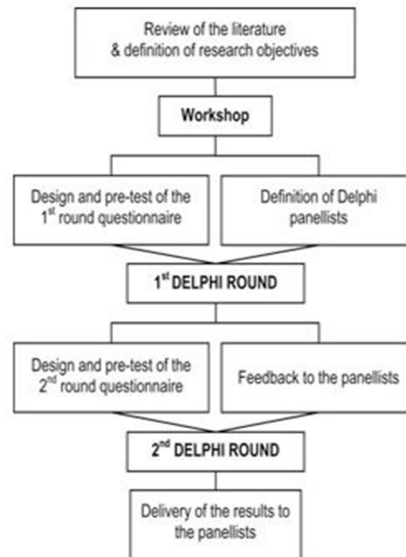 Review of the literature
& definition of research objectives
Workshop
Design and pre-test of the
1st round questionnaire
Definition of Delphi
panellists
1st DELPHI ROUND
Design and pre-test of the
2nd round questionnaire
Feedback to the panellists
2nd DELPHI ROUND
Delivery of the results to
the panellists